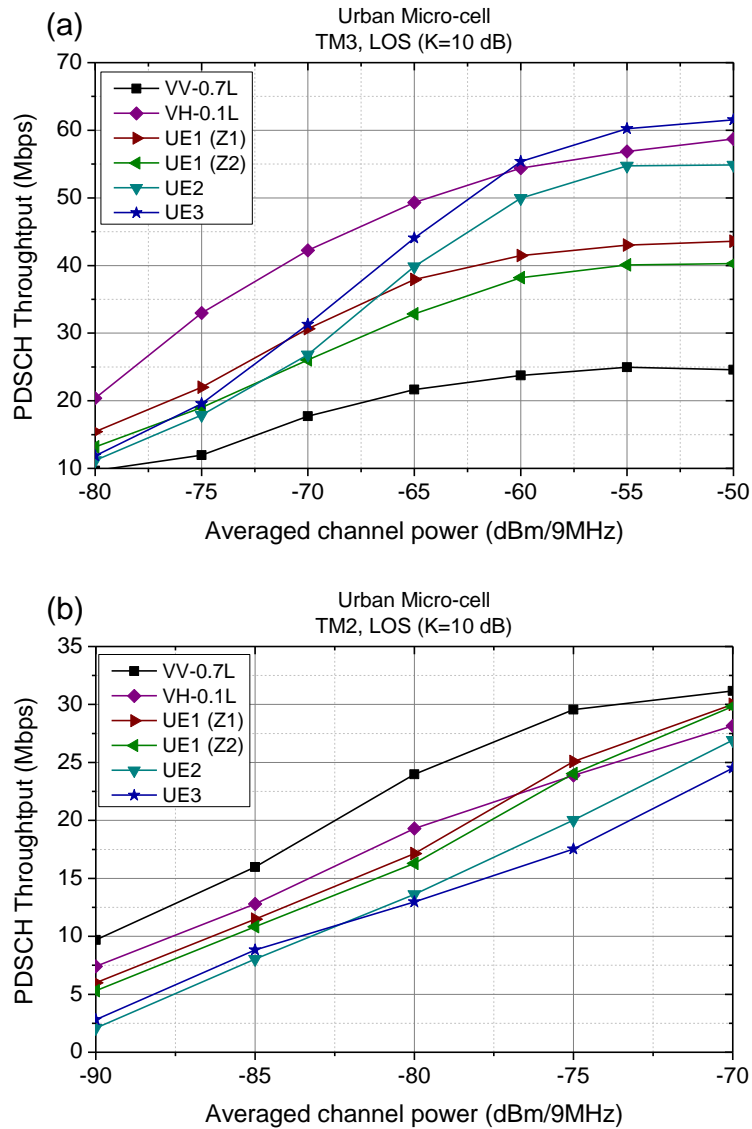 (a)
Urban Micro-cell
TM3, LOS (K=10 dB)
PDSCH Throughtput (Mbps)
70
60
50
40
30
20
10
VV-0.7L
VH-0.1L
UE1 (Z1)
UE1 (Z2)
UE2
UE3
-80 -75 -70 -65 -60 -55 -50
Averaged channel power (dBm/9MHz)
(b)
Urban Micro-cell
TM2, LOS (K=10 dB)
PDSCH Throughtput (Mbps)
35
30
25
20
15
10
5
0
VV-0.7L
VH-0.1L
UE1 (Z1)
UE1 (Z2)
UE2
UE3
-90 -85 -80 -75 -70
Averaged channel power (dBm/9MHz)